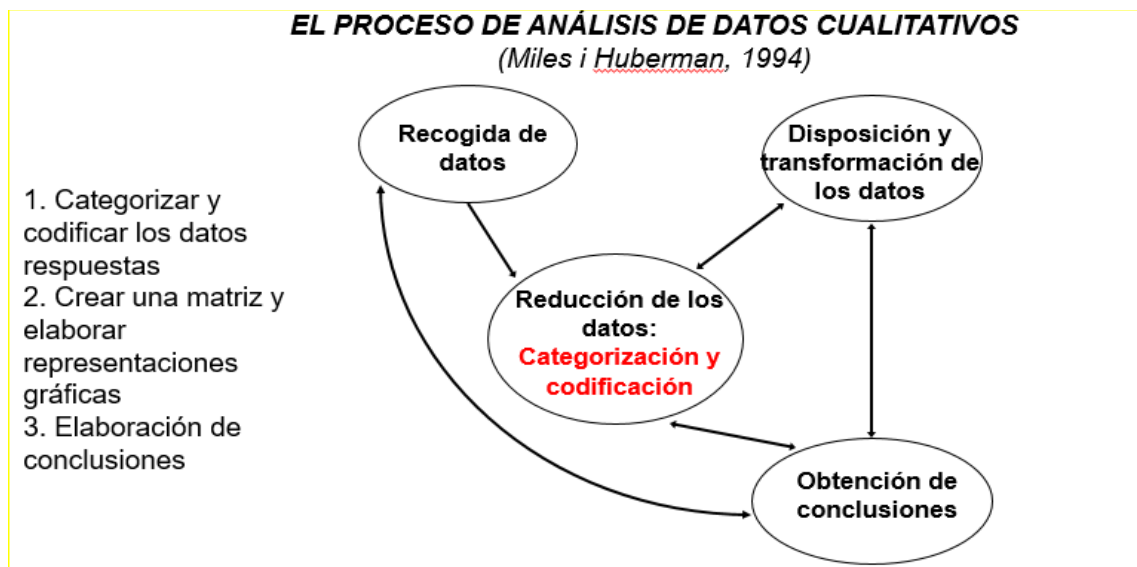 EL PROCESO DE ANÁLISIS DE DATOS CUALITATIVOS
(Miles i Huberman, 1994)
Recogida de
datos
Disposición y
transformación de
los datos
1. Categorizar y
codificar los datos
respuestas
2. Crear una matriz y
elaborar
representaciones
gráficas
3. Elaboración de
conclusiones
Reducción de los
datos:
Categorización y
codificación
Obtención de
conclusiones